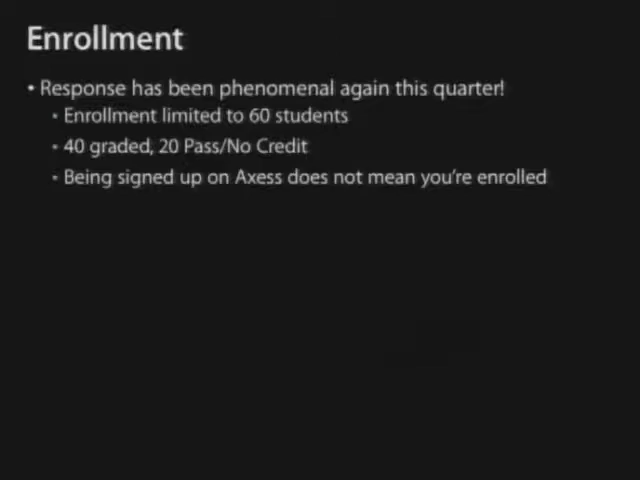 Enrollment
• Response has been phenomenal again this quarter!
• Enrollment limited to 60 students
• 40 graded, 20 Pass/No Credit
• Being signed up on Axess does not mean you're enrolled